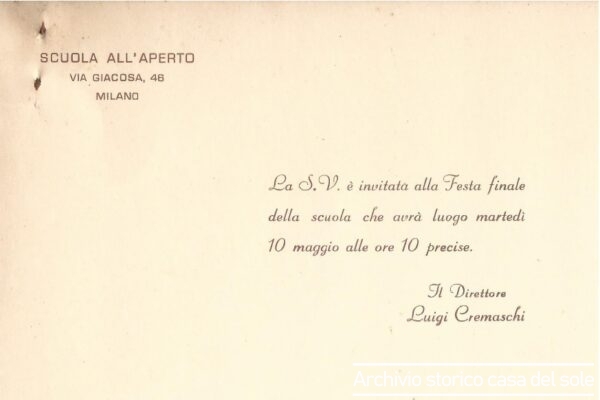 SCUOLA ALL'APERTO
VIA GIACOSA, 46
MILANO
La S.V. è invitata alla Festa finale
della scuola che avrà luogo martedì
10 maggio alle ore 10 precise.
Il Direttore
Luigi Cremaschi
Archivio storico casa del sole